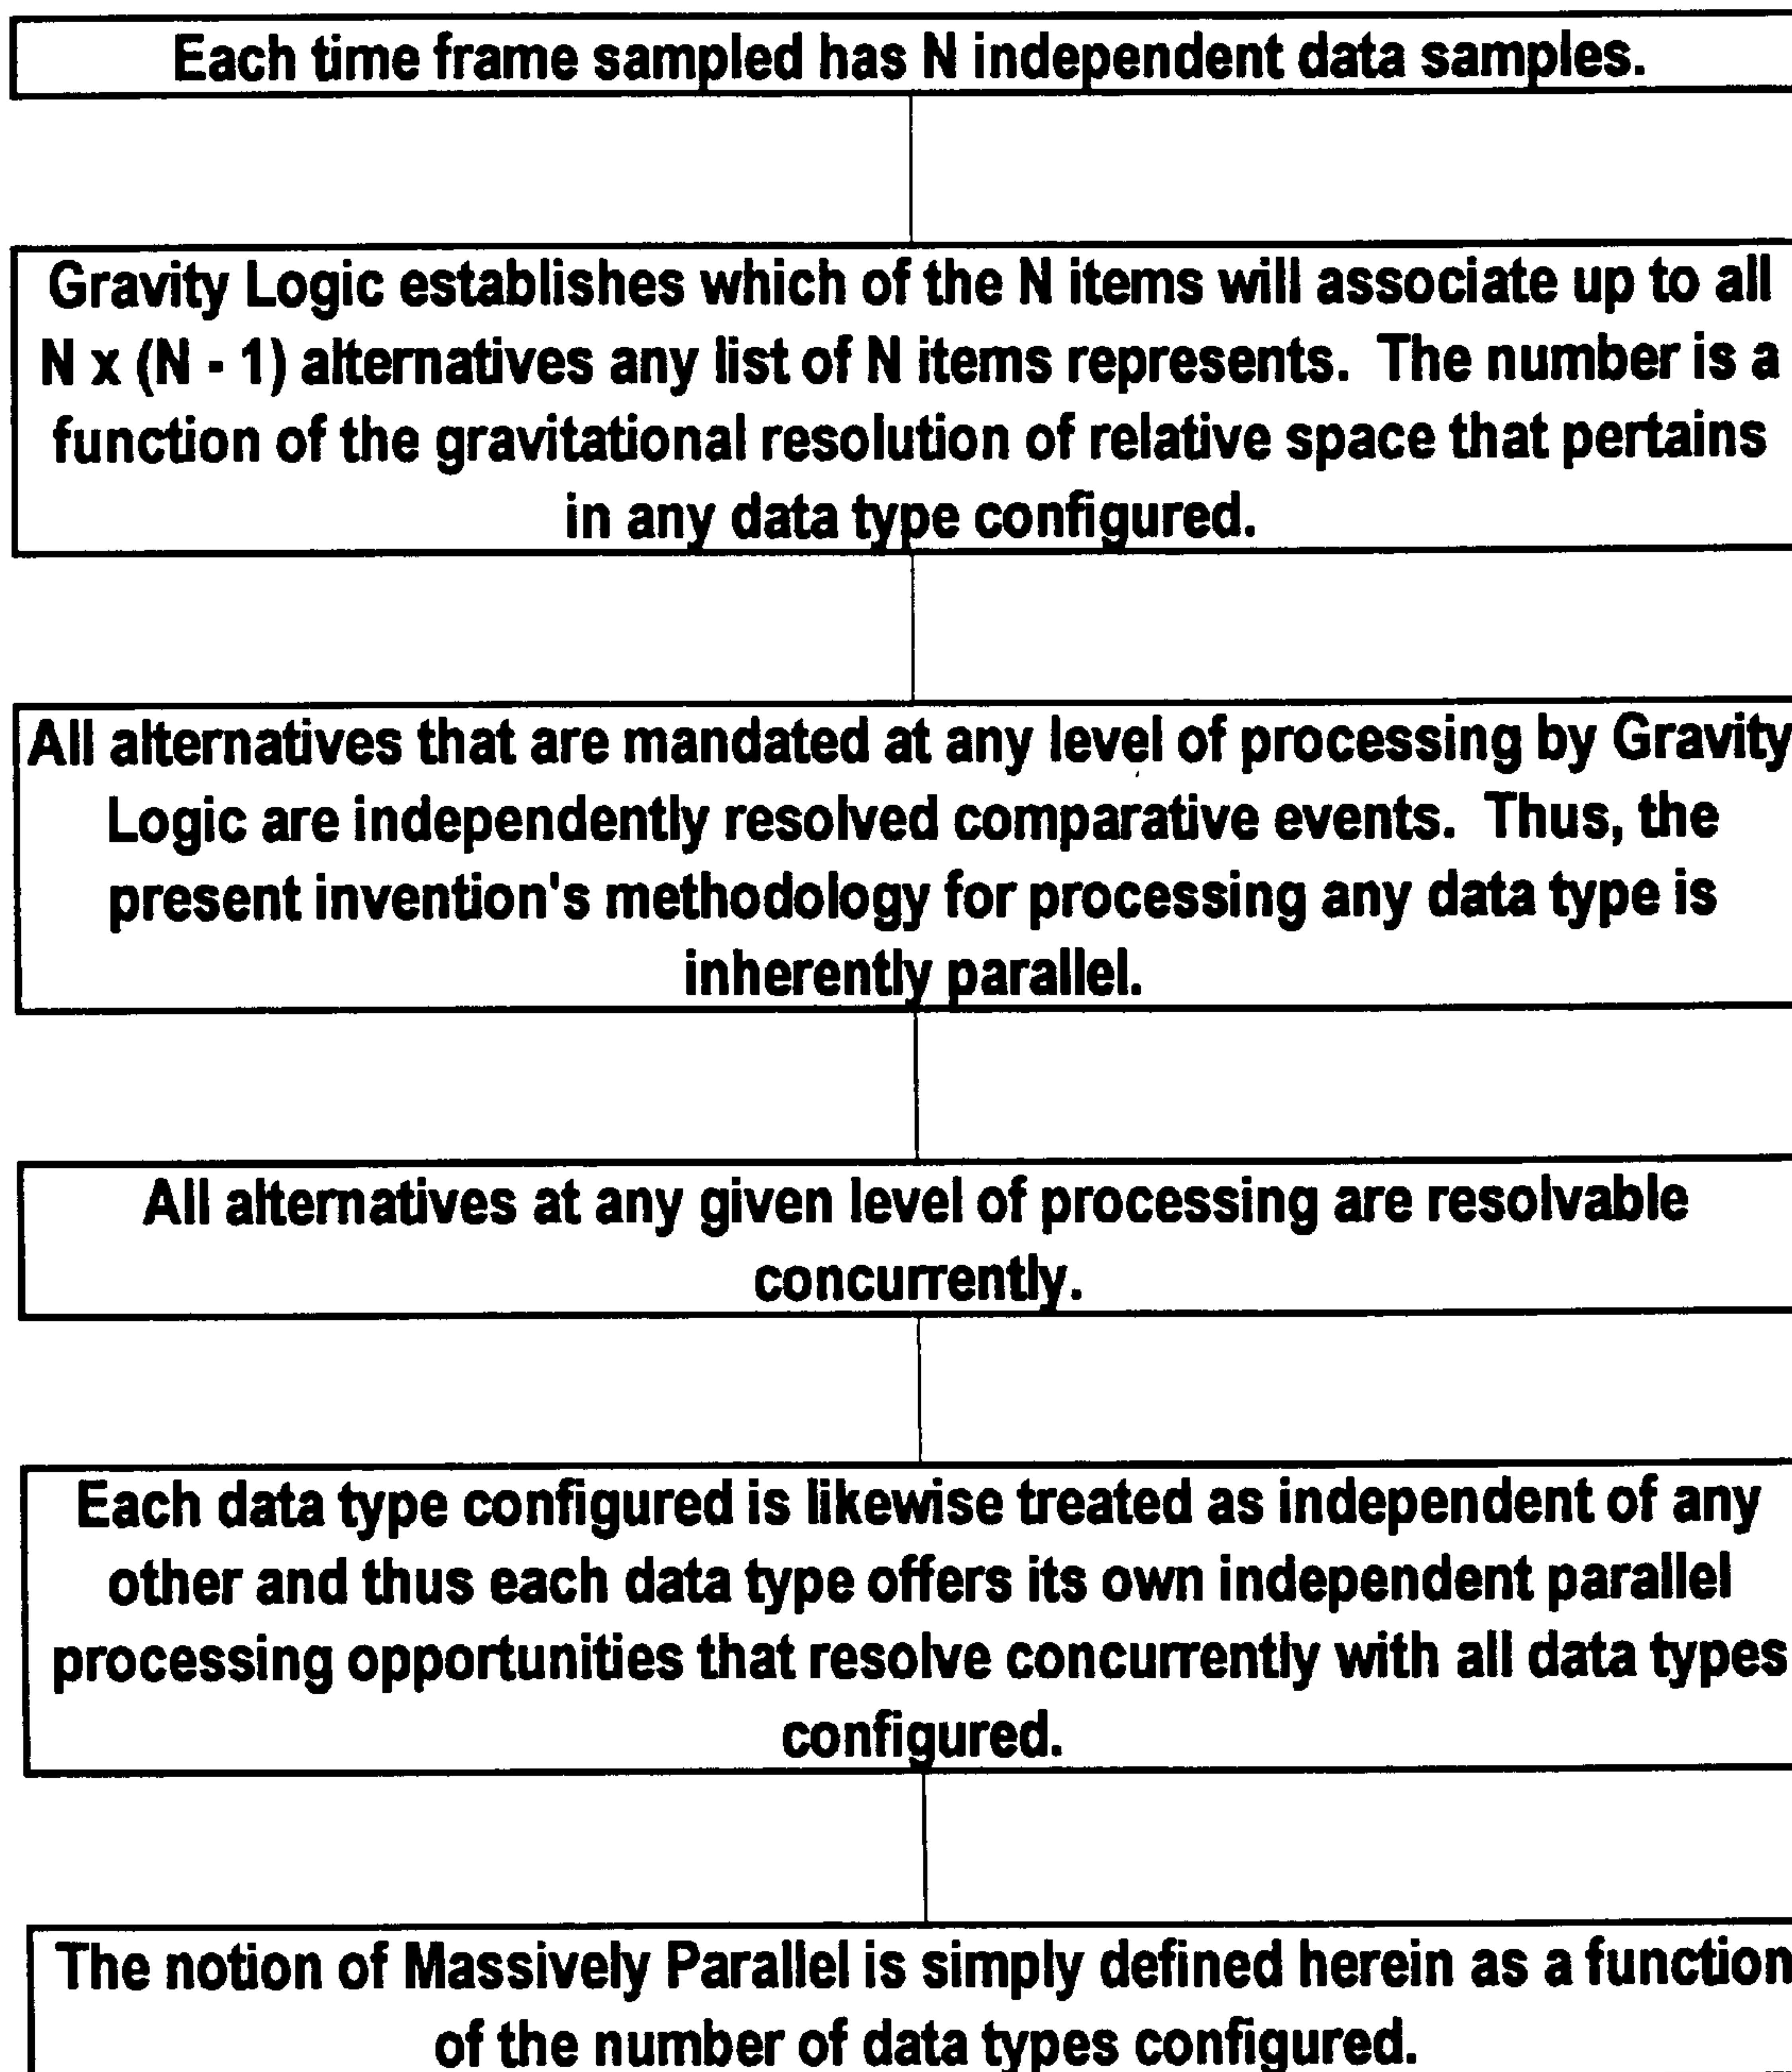 Each time frame sampled has N independent data samples.
Gravity Logic establishes which of the N items will associate up to all
N x (N - 1) alternatives any list of N items represents. The number is a
function of the gravitational resolution of relative space that pertains
in any data type configured.
All alternatives that are mandated at any level of processing by Gravity
Logic are independently resolved comparative events. Thus, the
present invention's methodology for processing any data type is
inherently parallel.
All alternatives at any given level of processing are resolvable
concurrently.
Each data type configured is likewise treated as independent of any
other and thus each data type offers its own independent parallel
processing opportunities that resolve concurrently with all data types
configured.
The notion of Massively Parallel is simply defined herein as a function
of the number of data types configured.